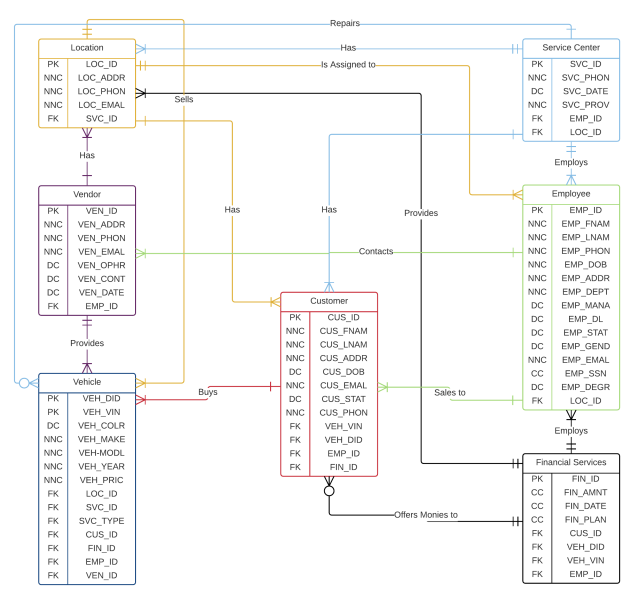 Repairs
Location
PK LOC_ID
NNC LOC_ADDR
NNC LOC_PHON
NNC LOC_EMAL
FK SVC_ID
Has
Is Assigned to
Sells
Service Center
PK SVC_ID
NNC SVC_PHON
DC SVC_DATE
NNC SVC_PROV
FK EMP_ID
FK LOC_ID
Has
Employs
Vendor
PK VEN_ID
NNC VEN_ADDR
NNC VEN_PHON
NNC VEN_EMAL
DC VEN_OPHR
DC VEN_CONT
DC VEN_DATE
FK EMP_ID
Has
Has
Provides
Contacts
Employee
PK EMP_ID
NNC EMP_FNAM
NNC EMP_LNAM
NNC EMP_PHON
NNC EMP_DOB
NNC EMP_ADDR
NNC EMP_DEPT
DC EMP_MANA
DC EMP_DL
DC EMP_STAT
DC EMP_GEND
NNC EMP_EMAL
CC EMP_SSN
DC EMP_DEGR
FK LOC_ID
Provides
Customer
PK CUS_ID
NNC CUS_FNAM
NNC CUS_LNAM
NNC CUS_ADDR
DC CUS_DOB
NNC CUS_EMAL
DC CUS_STAT
NNC CUS_PHON
FK VEH_VIN
FK VEH_DID
FK EMP_ID
FK FIN_ID
Vehicle
PK VEH_DID
PK VEH_VIN
DC VEH_COLR
NNC VEH_MAKE
NNC VEH-MODL
NNC VEH_YEAR
NNC VEH_PRIC
FK LOC_ID
FK SVC_ID
FK SVC_TYPE
FK CUS_ID
FK FIN_ID
FK EMP_ID
FK VEN_ID
Buys
Sells to
Employs
Financial Services
PK FIN_ID
CC FIN_AMNT
CC FIN_DATE
CC FIN_PLAN
FK CUS_ID
FK VEH_DID
FK VEH_VIN
FK EMP_ID
Offers Monies to